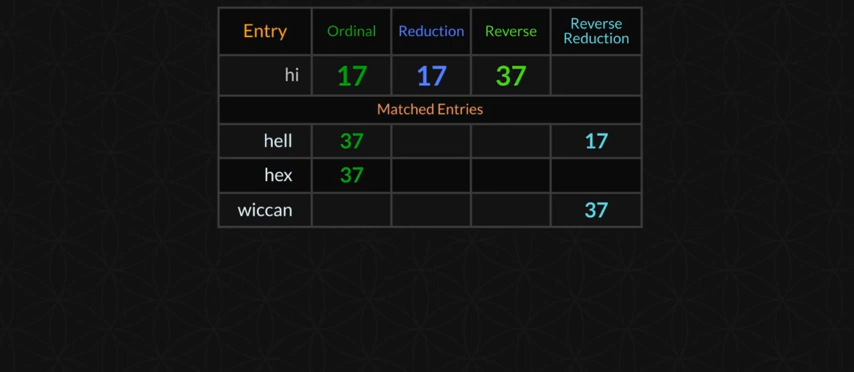 Entry Ordinal Reduction Reverse Reverse Reduction
hi 17 17 37
Matched Entries
hell 37 17
hex 37
wiccan 37